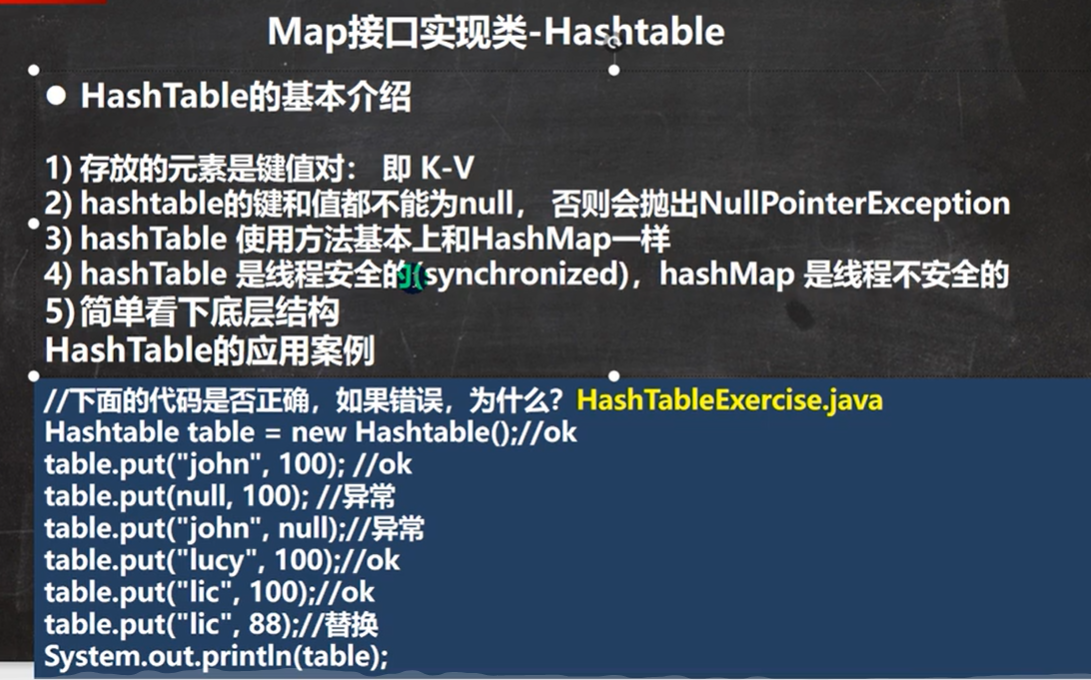 Map接口实现类-Hashtable
● HashTable的基本介绍
1) 存放的元素是键值对： 即 K-V
2) hashtable的键和值都不能为null， 否则会抛出NullPointerException
3) hashTable 使用方法基本上和HashMap一样
4) hashTable 是线程安全的(synchronized)，hashMap 是线程不安全的
5)简单看下底层结构
HashTable的应用案例
//下面的代码是否正确，如果错误，为什么？HashTableExercise.java
Hashtable table = new Hashtable();//ok
table.put("john", 100); //ok
table.put(null, 100); //异常
table.put("john", null);//异常
table.put("lucy", 100);//ok
table.put("lic", 100);//ok
table.put("lic", 88);//替换
System.out.println(table);